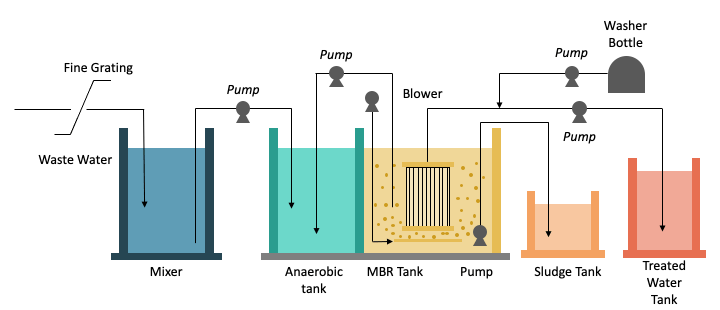 Washer
Bottle
Pump
Pump
Fine Grating
Pump
Blower
Pump
Waste Water
Mixer
Anaerobic
tank
MBR Tank
Pump
Sludge Tank
Treated
Water
Tank